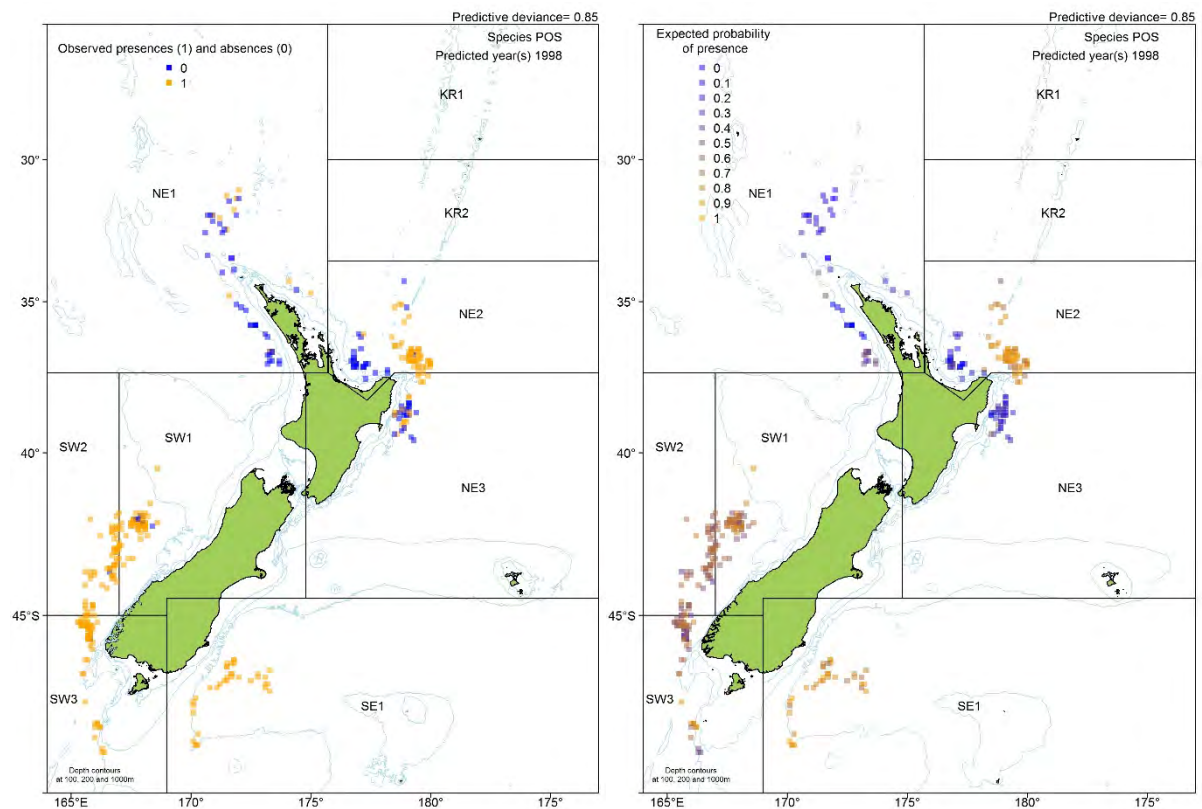 Predictive deviance= 0.85
Observed presences (1) and absences (0)
0
1
Species POS
Predicted year(s) 1998
KR1
30°
NE1
KR2
35°
NE2
SW2
SW1
40°
NE3
45°S
SW3
SE1
Depth contours
at 100, 200 and 1000m
165°E
170°
175°
180°
175°
Predictive deviance= 0.85
Expected probability
of presence
0
0.1
0.2
0.3
0.4
0.5
0.6
0.7
0.8
0.9
1
Species POS
Predicted year(s) 1998
KR1
30°
NE1
KR2
35°
NE2
SW2
SW1
40°
NE3
45°S
SW3
SE1
Depth contours
at 100, 200 and 1000m
165°E
170°
175°
180°
175°